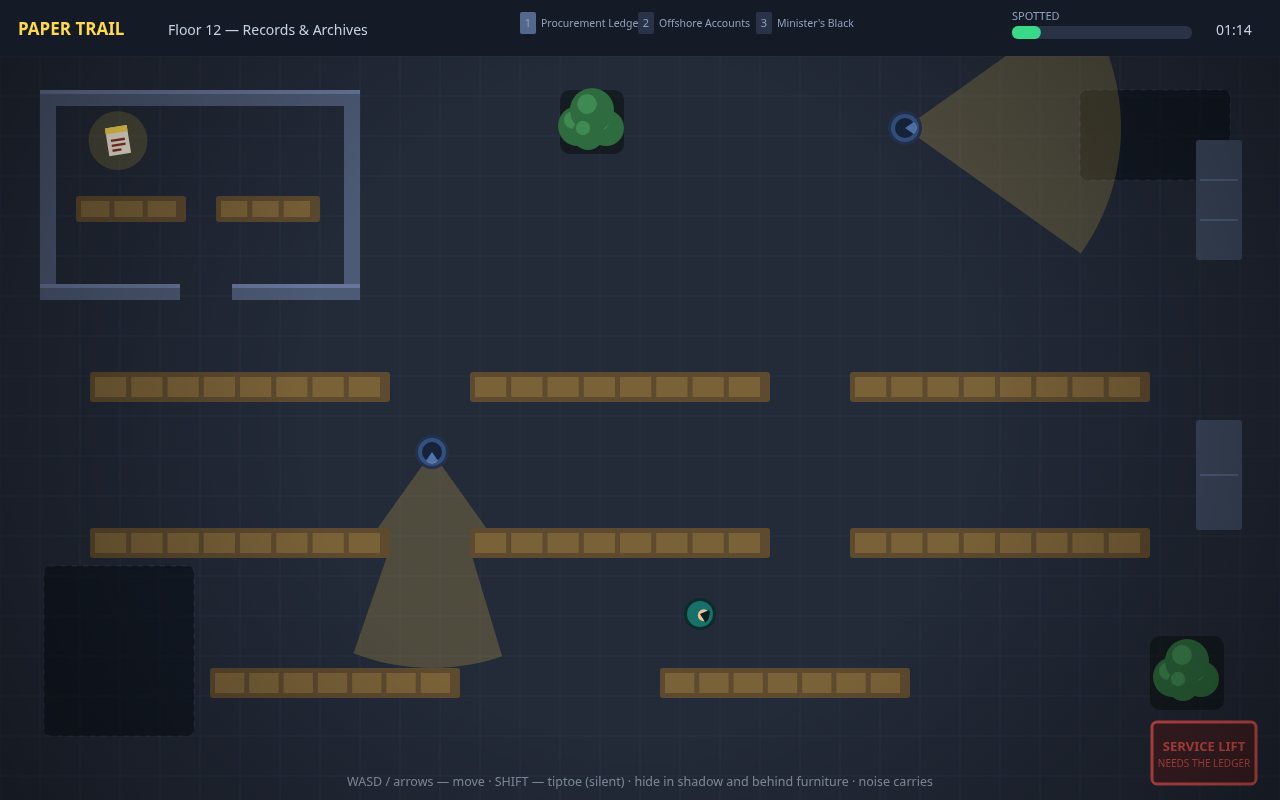 PAPER TRAIL
Floor 12 — Records & Archives
1 Procurement Ledge
2 Offshore Accounts
3 Minister's Black
SPOTTED
01:14
SERVICE LIFT
NEEDS THE LEDGER
WASD / arrows — move · SHIFT — tiptoe (silent) · hide in shadow and behind furniture · noise carries